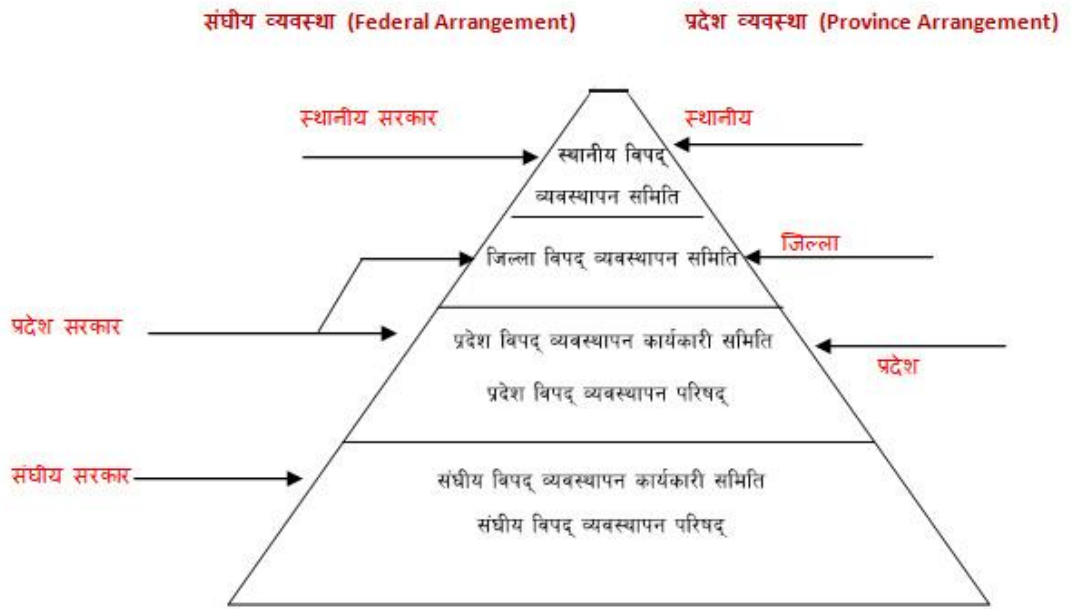 संघीय व्यवस्था (Federal Arrangement)
प्रदेश व्यवस्था (Province Arrangement)
स्थानीय सरकार
स्थानीय
स्थानीय विपद्
व्यवस्थापन समिति
जिल्ला विपद् व्यवस्थापन समिति
जिल्ला
प्रदेश सरकार
प्रदेश विपद् व्यवस्थापन कार्यकारी समिति
प्रदेश
प्रदेश विपद् व्यवस्थापन परिषद्
संघीय सरकार
संघीय विपद् व्यवस्थापन कार्यकारी समिति
संघीय विपद् व्यवस्थापन परिषद्